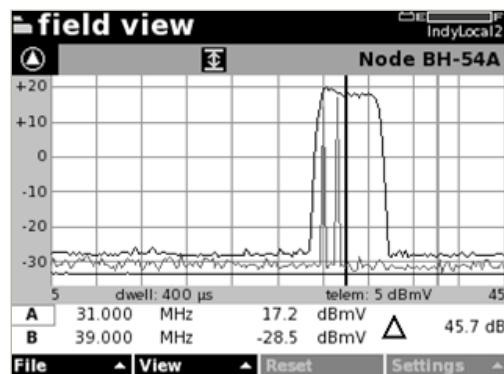 field view
E F
IndyLocal2
Node BH-54A
+20
+10
0
-10
-20
-30
5 dwell: 400 µs telem: 5 dBmV 45
A 31.000 MHz 17.2 dBmV
B 39.000 MHz -28.5 dBmV
△ 45.7 dB
File View Reset Settings